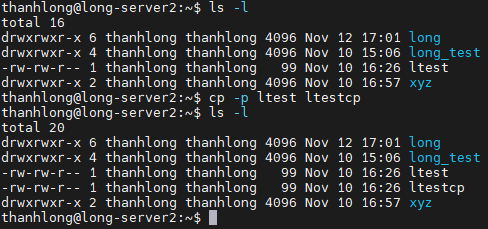 thanhlong@long-server2:~$ ls -l
total 16
drwxrwxr-x 6 thanhlong thanhlong 4096 Nov 12 17:01 long
drwxrwxr-x 4 thanhlong thanhlong 4096 Nov 10 15:06 long_test
-rw-rw-r-- 1 thanhlong thanhlong   99 Nov 10 16:26 ltest
drwxrwxr-x 2 thanhlong thanhlong 4096 Nov 10 16:57 xyz
thanhlong@long-server2:~$ cp -p ltest ltestcp
thanhlong@long-server2:~$ ls -l
total 20
drwxrwxr-x 6 thanhlong thanhlong 4096 Nov 12 17:01 long
drwxrwxr-x 4 thanhlong thanhlong 4096 Nov 10 15:06 long_test
-rw-rw-r-- 1 thanhlong thanhlong   99 Nov 10 16:26 ltest
-rw-rw-r-- 1 thanhlong thanhlong   99 Nov 10 16:26 ltestcp
drwxrwxr-x 2 thanhlong thanhlong 4096 Nov 10 16:57 xyz
thanhlong@long-server2:~$